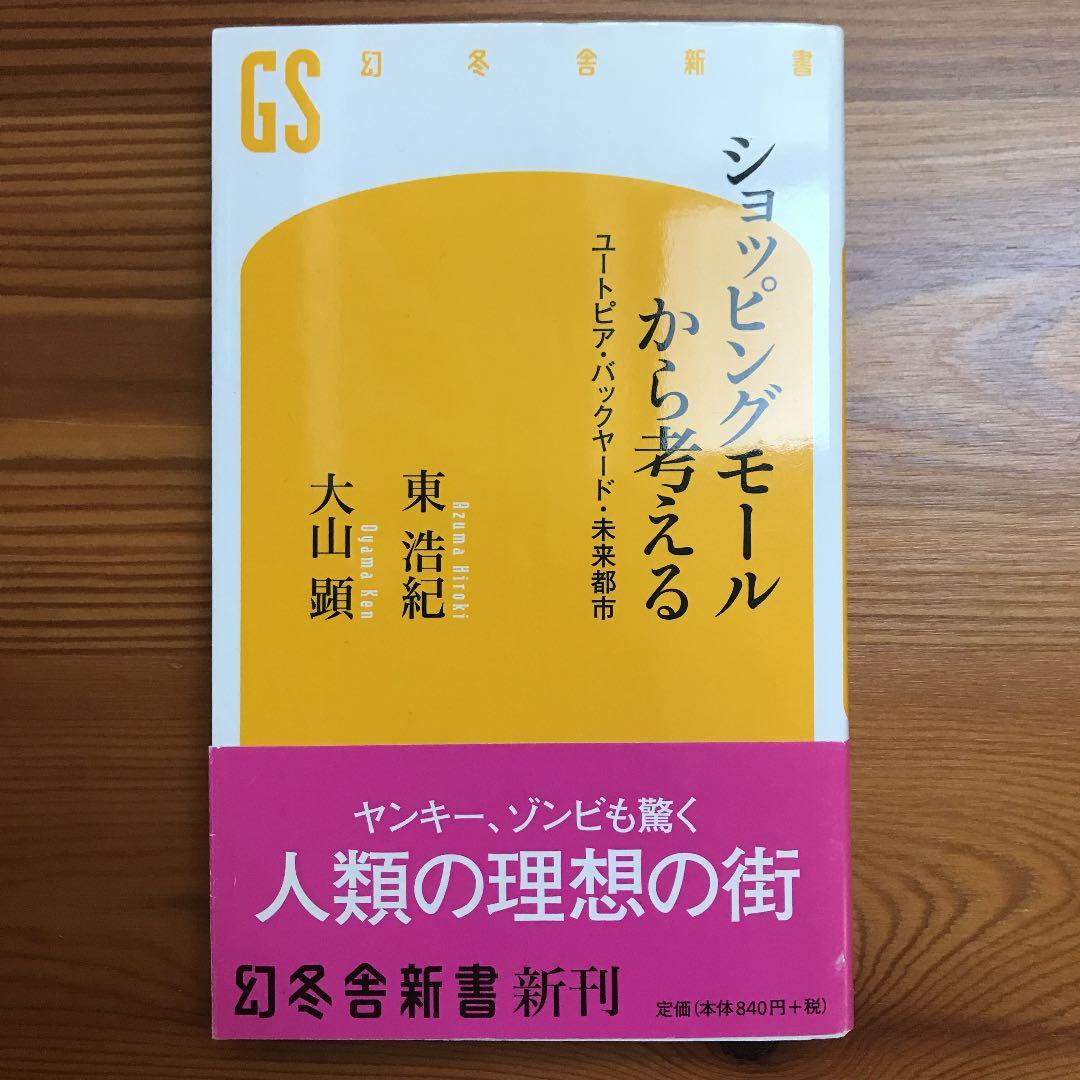 GS 幻冬舎新書
ショッピングモール
から考える
ユートピア・バックヤード・未来都市
東 浩紀
Azuma Hiroki
大山 顕
Oyama Ken
ヤンキー、ゾンビも驚く
人類の理想の街
幻冬舎新書 新刊
定価（本体840円＋税）